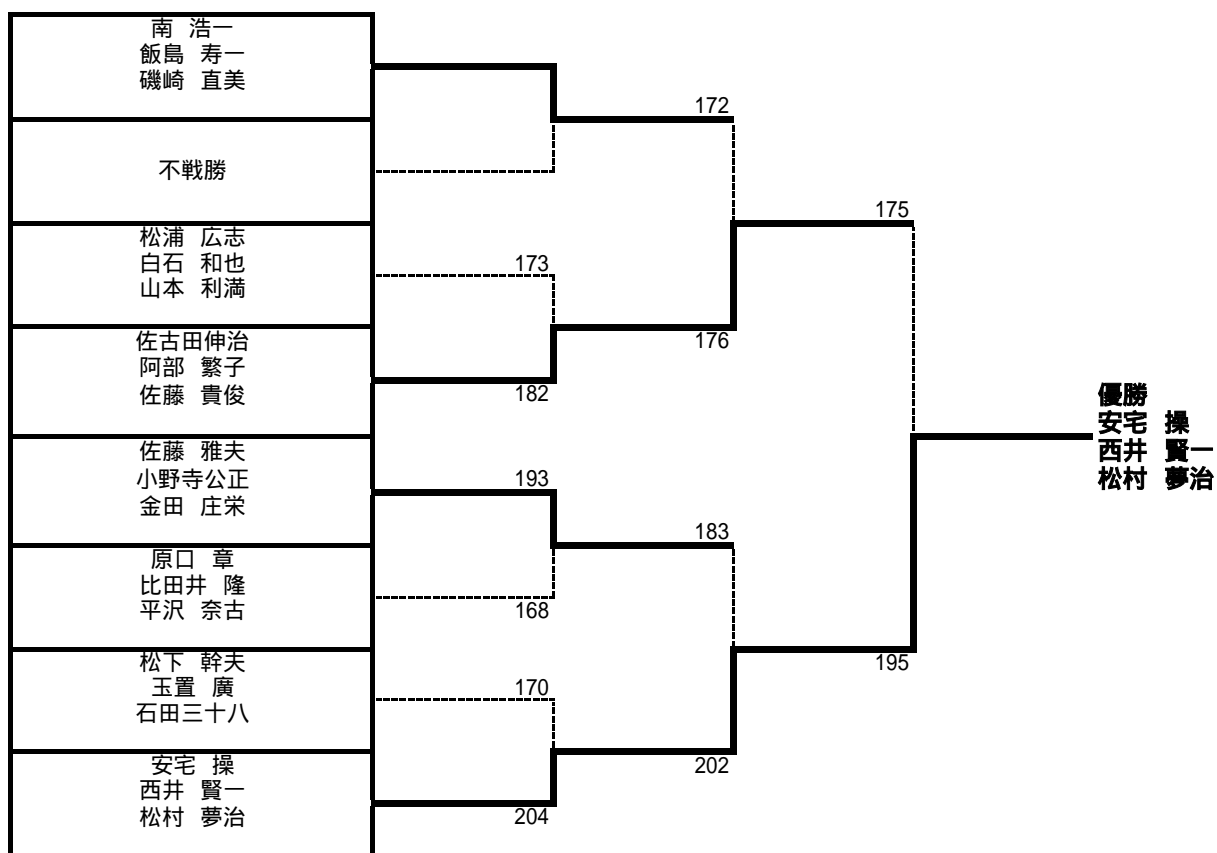 南 浩一
飯島 寿一
磯崎 直美
172
不戦勝
175
松浦 広志
白石 和也
山本 利満
173
佐古田伸治
阿部 繁子
佐藤 貴俊
176
182
優勝
安宅 操
西井 賢一
松村 夢治
佐藤 雅夫
小野寺公正
金田 庄栄
193
183
原口 章
比田井 隆
平沢 奈古
168
松下 幹夫
玉置 廣
石田三十八
170
195
安宅 操
西井 賢一
松村 夢治
202
204